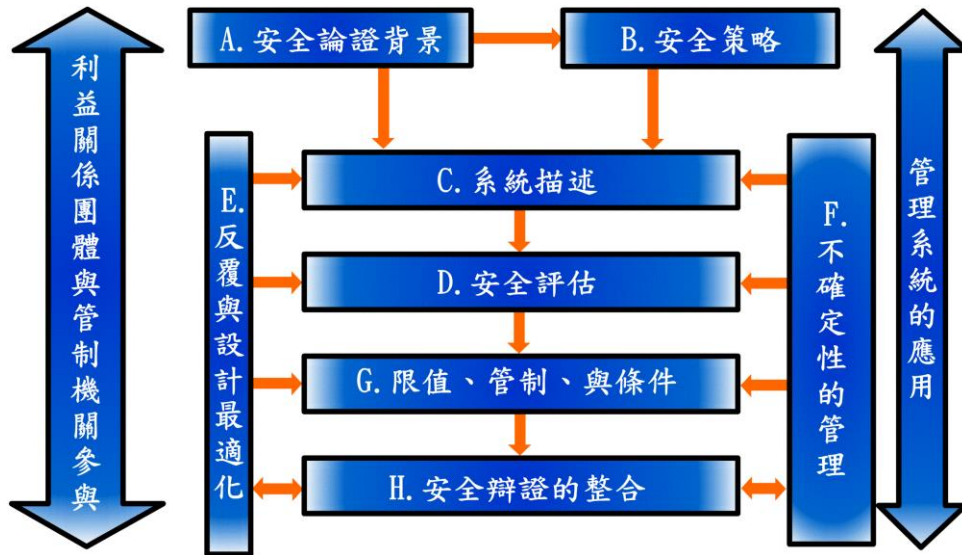 A.安全論證背景
B.安全策略
利益關係團體與管制機關參與
管理系統的應用
E.反覆與設計最適化
F.不確定性的管理
C.系統描述
D.安全評估
G.限值、管制、與條件
H.安全辯證的整合